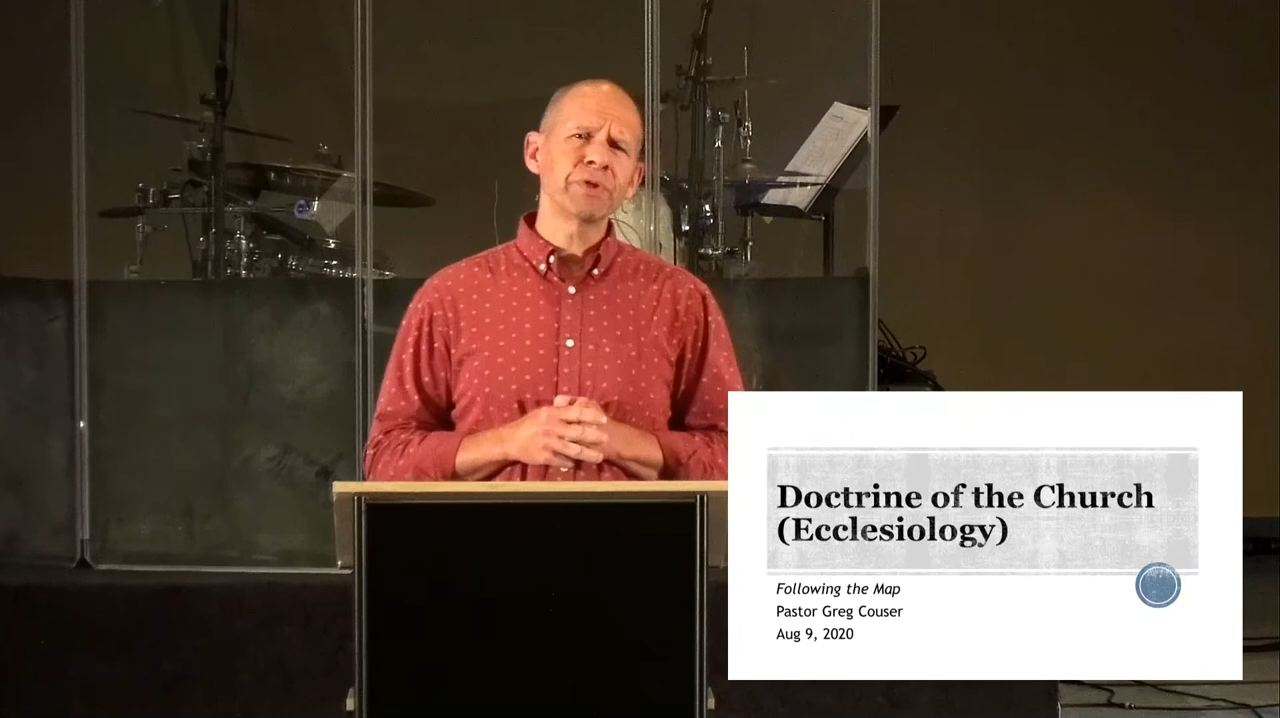 Doctrine of the Church
(Ecclesiology)
Following the Map
Pastor Greg Couser
Aug 9, 2020